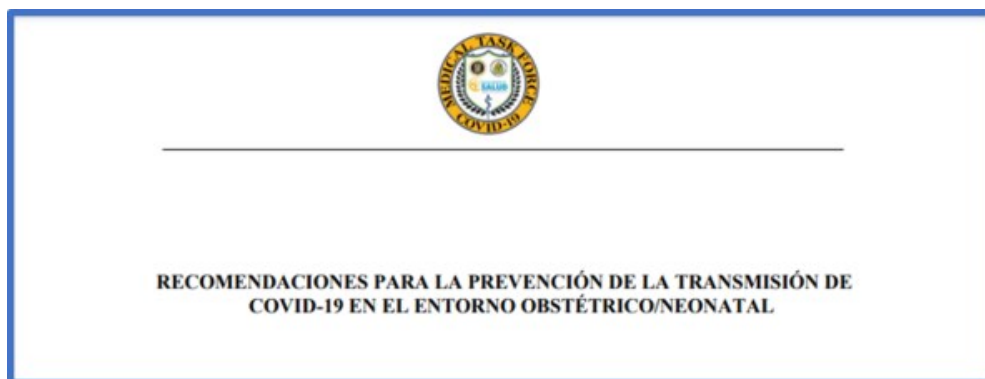 MEDICAL TASK FORCE
SALUD
COVID-19
RECOMENDACIONES PARA LA PREVENCIÓN DE LA TRANSMISIÓN DE
COVID-19 EN EL ENTORNO OBSTÉTRICO/NEONATAL